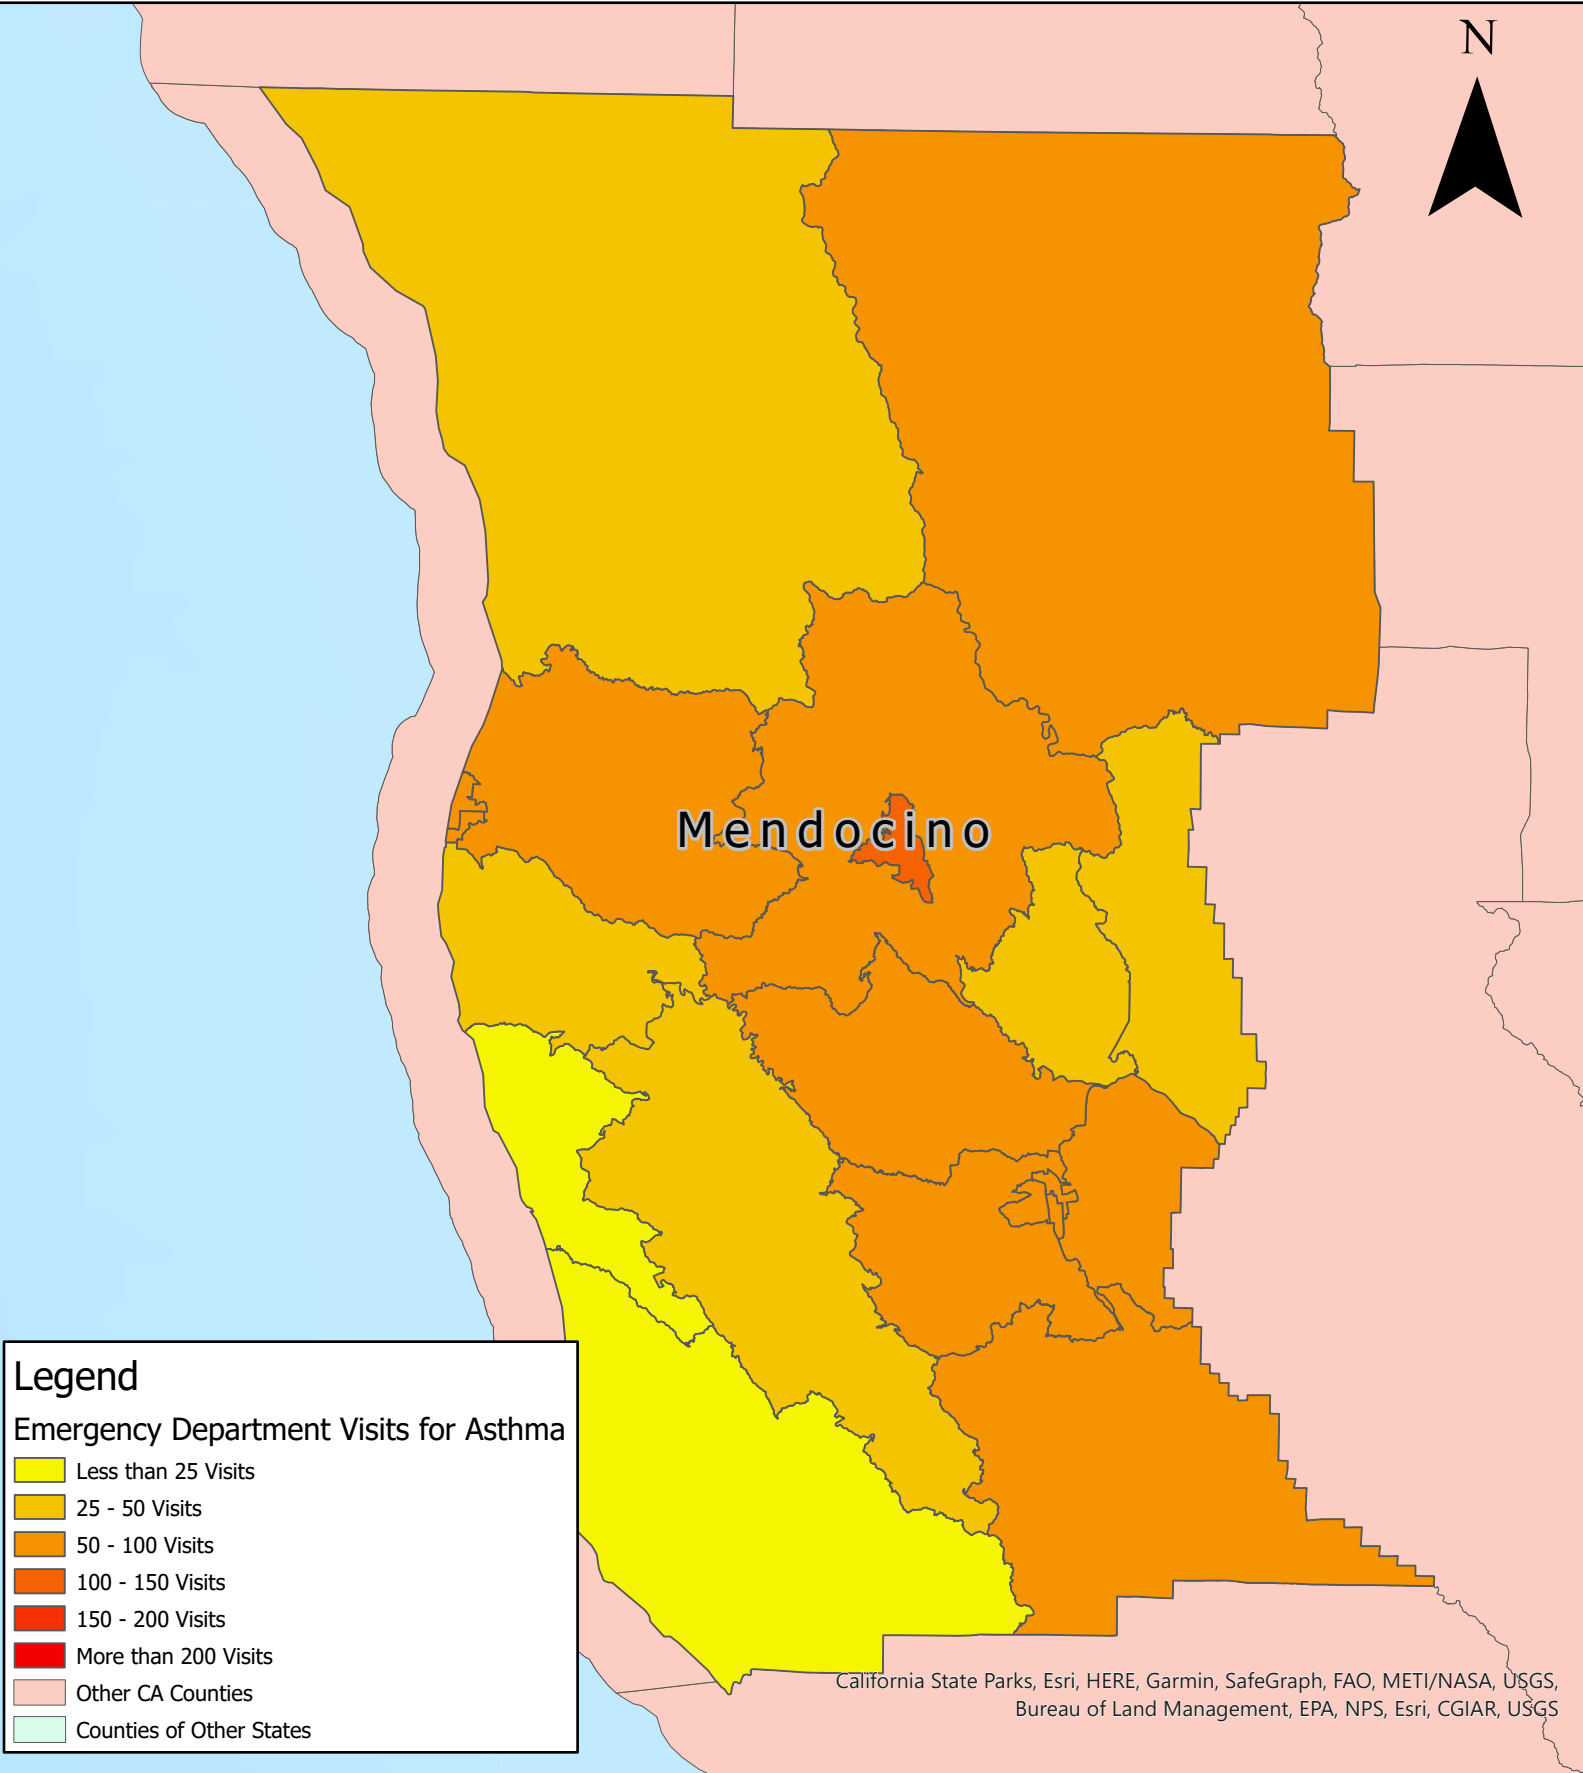 N
Mendocino
Legend
Emergency Department Visits for Asthma
Less than 25 Visits
25 - 50 Visits
50 - 100 Visits
100 - 150 Visits
150 - 200 Visits
More than 200 Visits
Other CA Counties
Counties of Other States
California State Parks, Esri, HERE, Garmin, SafeGraph, FAO, METI/NASA, USGS,
Bureau of Land Management, EPA, NPS, Esri, CGIAR, USGS